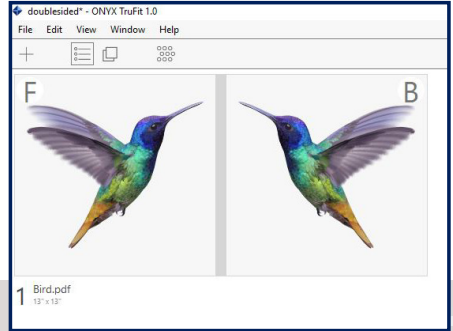 doublesided* - ONYX TruFit 1.0
File Edit View Window Help
F B
1 Bird.pdf
13" x 13"